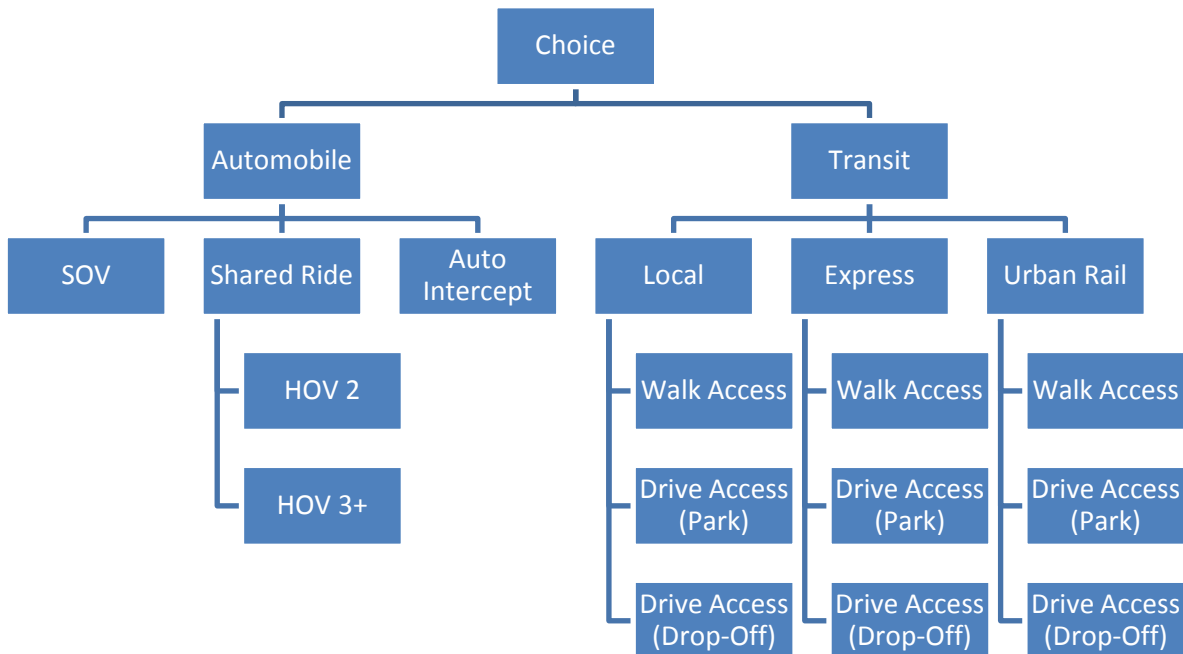 Choice
Automobile
Transit
SOV
Shared Ride
Auto
Intercept
Local
Express
Urban Rail
HOV 2
HOV 3+
Walk Access
Drive Access
(Park)
Drive Access
(Drop-Off)
Walk Access
Drive Access
(Park)
Drive Access
(Drop-Off)
Walk Access
Drive Access
(Park)
Drive Access
(Drop-Off)